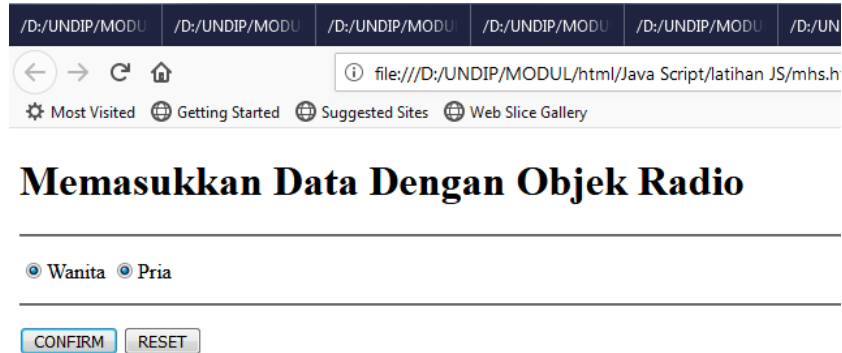 /D:/UNDIP/MODU /D:/UNDIP/MODU /D:/UNDIP/MODU /D:/UNDIP/MODU /D:/UNDIP/MODU /D:/UN
file:///D:/UNDIP/MODUL/html/Java Script/latihan JS/mhs.h
Most Visited Getting Started Suggested Sites Web Slice Gallery
Memasukkan Data Dengan Objek Radio
Wanita Pria
CONFIRM RESET